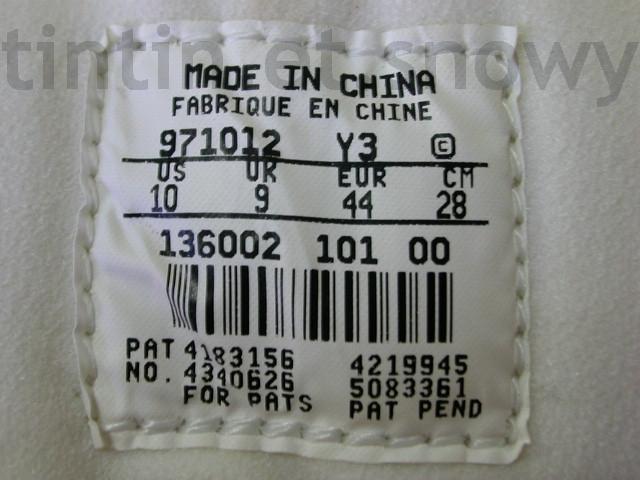 tintin et snowy
MADE IN CHINA
FABRIQUE EN CHINE
971012 Y3 ©
US UK EUR CM
10 9 44 28
136002 101 00
PAT 4183156 4219945
NO. 4340626 5083361
FOR PATS PAT PEND